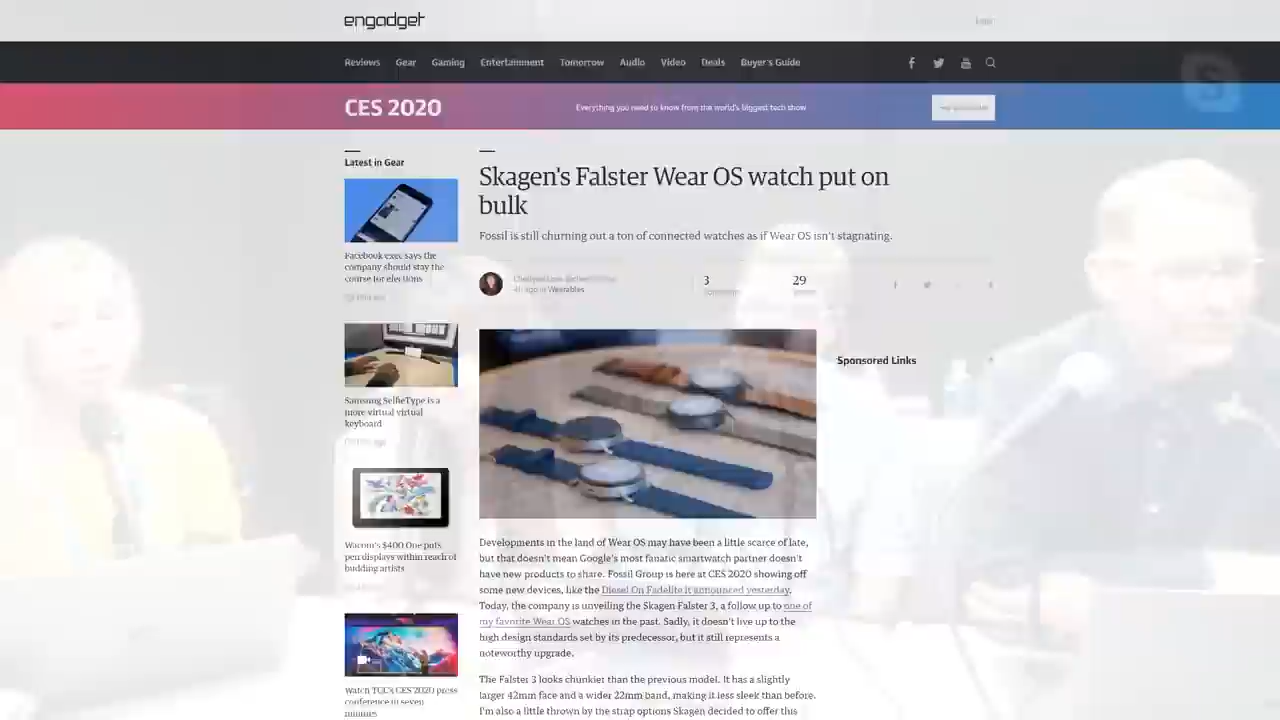 engadget
Login
Reviews Gear Gaming Entertainment Tomorrow Audio Video Deals Buyer's Guide
CES 2020
Everything you need to know from the world's biggest tech show
Latest in Gear
Facebook exec says the
company should stay the
course for elections
Samsung SelfieType is a
more virtual virtual
keyboard
Wacom's $400 One puts
pen displays within reach of
budding artists
Watch TCL's CES 2020 press
conference in seven
minutes
Skagen's Falster Wear OS watch put on
bulk
Fossil is still churning out a ton of connected watches as if Wear OS isn't stagnating.
4h ago in Wearables
3
29
Sponsored Links
Developments in the land of Wear OS may have been a little scarce of late,
but that doesn't mean Google's most fanatic smartwatch partner doesn't
have new products to share. Fossil Group is here at CES 2020 showing off
some new devices, like the Diesel On Fadelite it announced yesterday.
Today, the company is unveiling the Skagen Falster 3, a follow up to one of
my favorite Wear OS watches in the past. Sadly, it doesn't live up to the
high design standards set by its predecessor, but it still represents a
noteworthy upgrade.
The Falster 3 looks chunkier than the previous model. It has a slightly
larger 42mm face and a wider 22mm band, making it less sleek than before.
I'm also a little thrown by the strap options Skagen decided to offer this